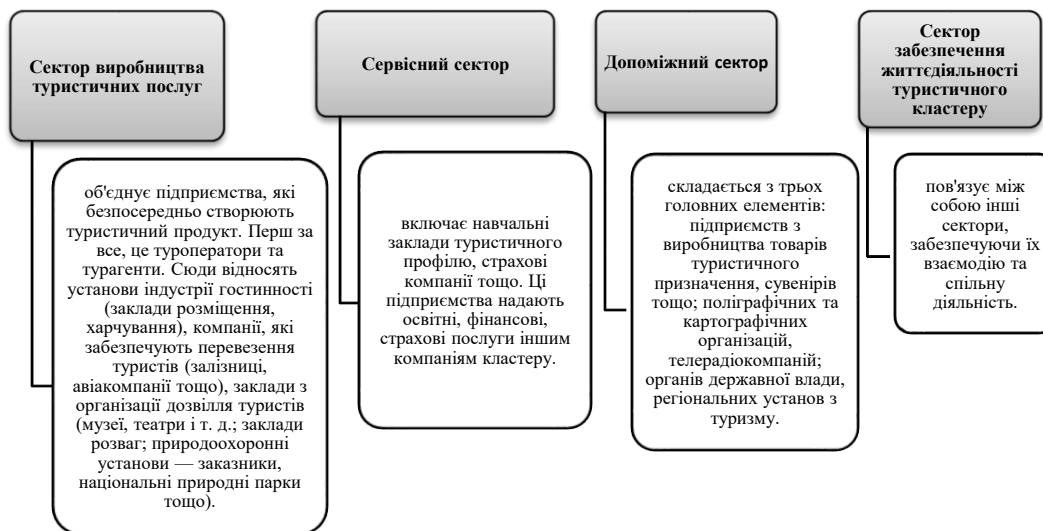 Сектор виробництва
туристичних послуг
об'єднує підприємства, які
безпосередньо створюють
туристичний продукт. Перш за
все, це туроператори та
турагенти. Сюди відносять
установи індустрії гостинності
(заклади розміщення,
харчування), компанії, які
забезпечують перевезення
туристів (залізниці,
авіакомпанії тощо), заклади з
організації дозвілля туристів
(музеї, театри і т. д.; заклади
розваг; природоохоронні
установи — заказники,
національні природні парки
тощо).
Сервісний сектор
включає навчальні
заклади туристичного
профілю, страхові
компанії тощо. Ці
підприємства надають
освітні, фінансові,
страхові послуги іншим
компаніям кластеру.
Допоміжний сектор
складається з трьох
головних елементів:
підприємств з
виробництва товарів
туристичного
призначення, сувенірів
тощо; поліграфічних та
картографічних
організацій,
телерадіокомпаній;
органів державної влади,
регіональних установ з
туризму.
Сектор
забезпечення
життєдіяльності
туристичного
кластеру
пов'язує між
собою інші
сектори,
забезпечуючи їх
взаємодію та
спільну
діяльність.